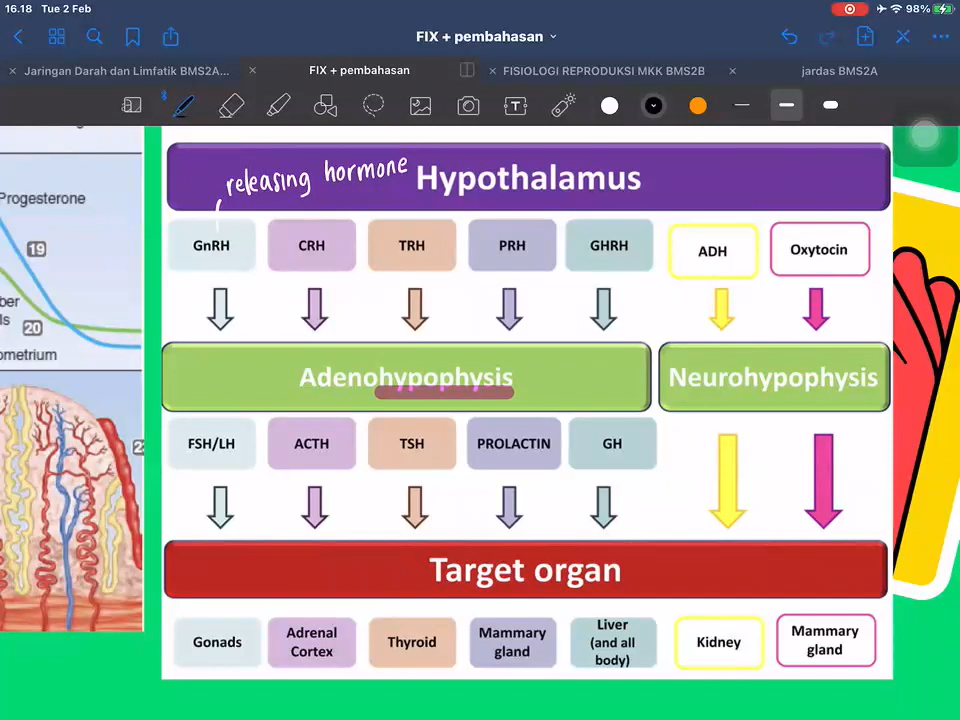 16.18 Tue 2 Feb
98%
FIX + pembahasan
Jaringan Darah dan Limfatik BMS2A...
FIX + pembahasan
FISIOLOGI REPRODUKSI MKK BMS2B
jardas BMS2A
Progesterone
19
20
ometrium
releasing hormone
Hypothalamus
GnRH
CRH
TRH
PRH
GHRH
ADH
Oxytocin
Adenohypophysis
Neurohypophysis
FSH/LH
ACTH
TSH
PROLACTIN
GH
Target organ
Gonads
Adrenal
Cortex
Thyroid
Mammary
gland
Liver
(and all
body)
Kidney
Mammary
gland